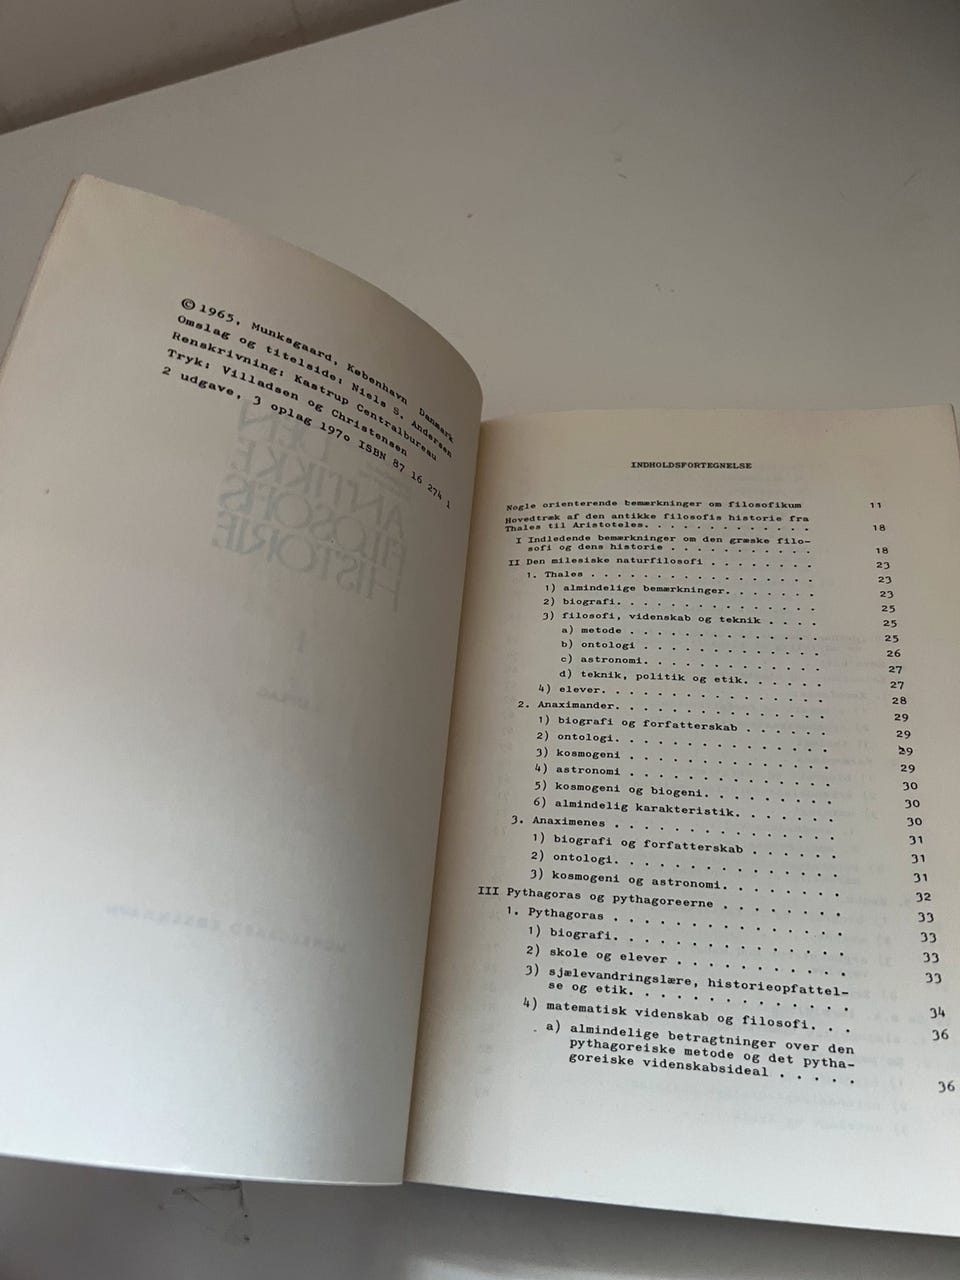 ©1965, Munksgaard, København Danmark
Omslag og titelside: Niels S. Andersen
Renskrivning: Kastrup Centralbureau
Tryk: Villadsen og Christensen
2 udgave, 3 oplag 197o ISBN 87 16 274 1
DEN
ANTIKKE
FILOSOFIS
HISTORIE
INDHOLDSFORTEGNELSE
Nogle orienterende bemærkninger om filosofikum 11
Hovedtræk af den antikke filosofis historie fra
Thales til Aristoteles. . . . . . . . . . . . 18
I Indledende bemærkninger om den græske filo-
sofi og dens historie . . . . . . . . . . 18
II Den milesiske naturfilosofi . . . . . . . 23
1. Thales . . . . . . . . . . . . . . . . 23
1) almindelige bemærkninger. . . . . . . 23
2) biografi. . . . . . . . . . . . . . . 25
3) filosofi, videnskab og teknik . . . . 25
a) metode . . . . . . . . . . . . . . 25
b) ontologi . . . . . . . . . . . . . 26
c) astronomi. . . . . . . . . . . . . 27
d) teknik, politik og etik. . . . . . 27
4) elever. . . . . . . . . . . . . . . . 28
2. Anaximander. . . . . . . . . . . . . . 29
1) biografi og forfatterskab . . . . . . 29
2) ontologi. . . . . . . . . . . . . . . 29
3) kosmogeni . . . . . . . . . . . . . . 29
4) astronomi . . . . . . . . . . . . . . 30
5) kosmogeni og biogeni. . . . . . . . . 30
6) almindelig karakteristik. . . . . . . 30
3. Anaximenes . . . . . . . . . . . . . . 31
1) biografi og forfatterskab . . . . . . 31
2) ontologi. . . . . . . . . . . . . . . 31
3) kosmogeni og astronomi. . . . . . . . 32
III Pythagoras og pythagoreerne . . . . . . . 33
1. Pythagoras . . . . . . . . . . . . . . 33
1) biografi. . . . . . . . . . . . . . . 33
2) skole og elever . . . . . . . . . . . 33
3) sjælevandringslære, historieopfattel-
se og etik. . . . . . . . . . . . . . 34
4) matematisk videnskab og filosofi. . . 36
a) almindelige betragtninger over den
pythagoreiske metode og det pytha-
goreiske videnskabsideal . . . . . 36